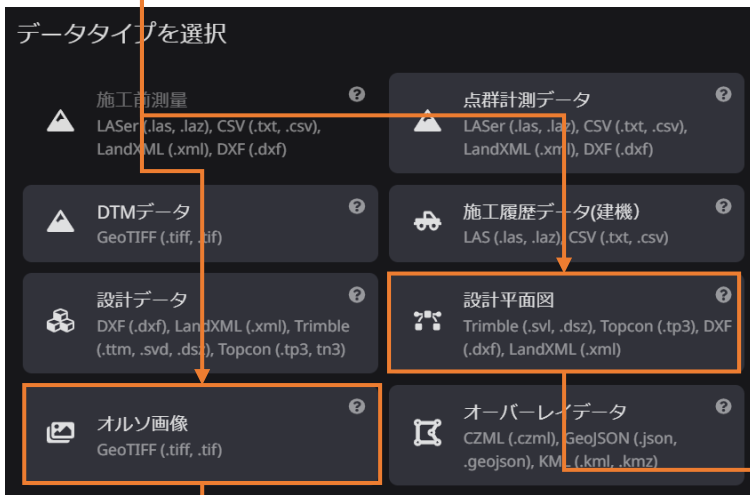 データタイプを選択
施工前測量
LASer (.las, .laz), CSV (.txt, .csv),
LandXML (.xml), DXF (.dxf)
点群計測データ
LASer (.las, .laz), CSV (.txt, .csv),
LandXML (.xml), DXF (.dxf)
DTMデータ
GeoTIFF (.tiff, .tif)
施工履歴データ(建機）
LAS (.las, .laz), CSV (.txt, .csv)
設計データ
DXF (.dxf), LandXML (.xml), Trimble
(.ttm, .svd, .dsz), Topcon (.tp3, tn3)
設計平面図
Trimble (.svl, .dsz), Topcon (.tp3), DXF
(.dxf), LandXML (.xml)
オルソ画像
GeoTIFF (.tiff, .tif)
オーバーレイデータ
CZML (.czml), GeoJSON (.json,
.geojson), KML (.kml, .kmz)